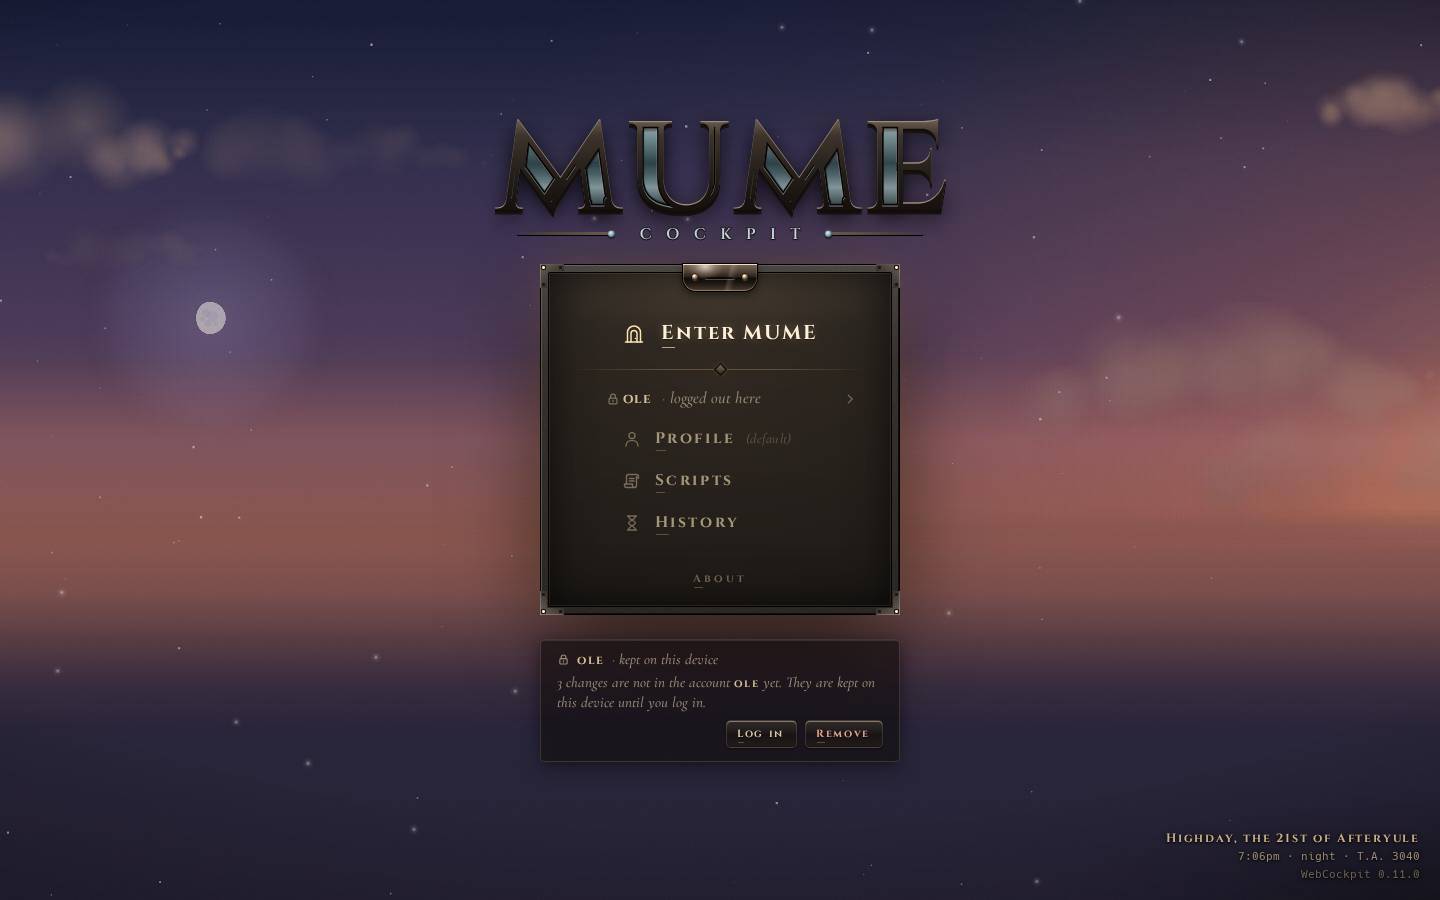 MUME
COCKPIT
Enter MUME
OLE · logged out here
Profile (default)
Scripts
History
About
OLE · kept on this device
3 changes are not in the account OLE yet. They are kept on
this device until you log in.
Log in Remove
Highday, the 21st of Afteryule
7:06pm · night · T.A. 3040
WebCockpit 0.11.0